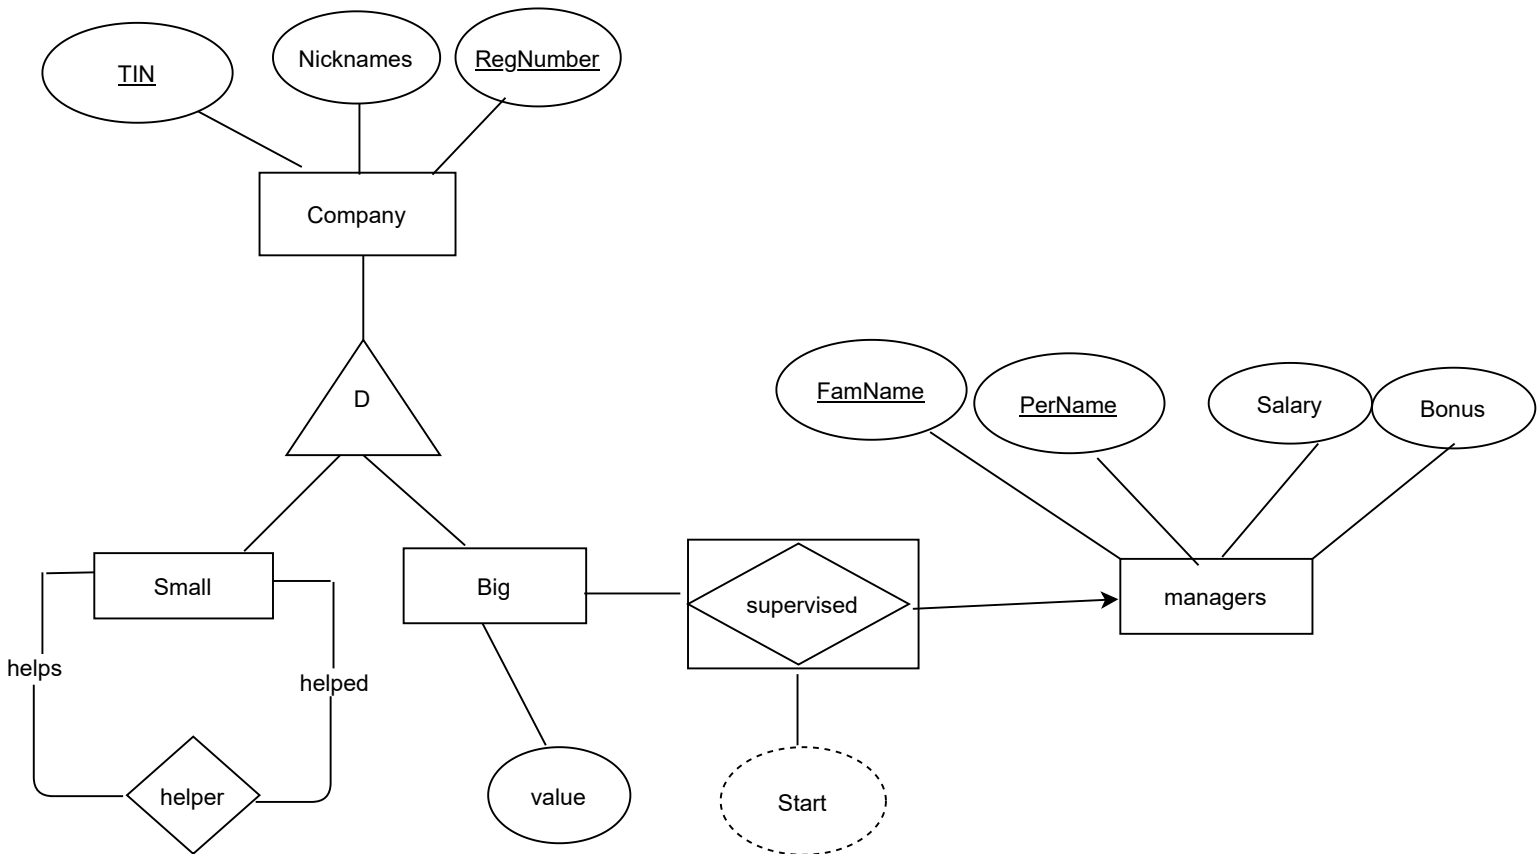 TIN
Nicknames
RegNumber
Company
D
FamName
PerName
Salary
Bonus
Small
Big
supervised
managers
helps
helped
helper
value
Start